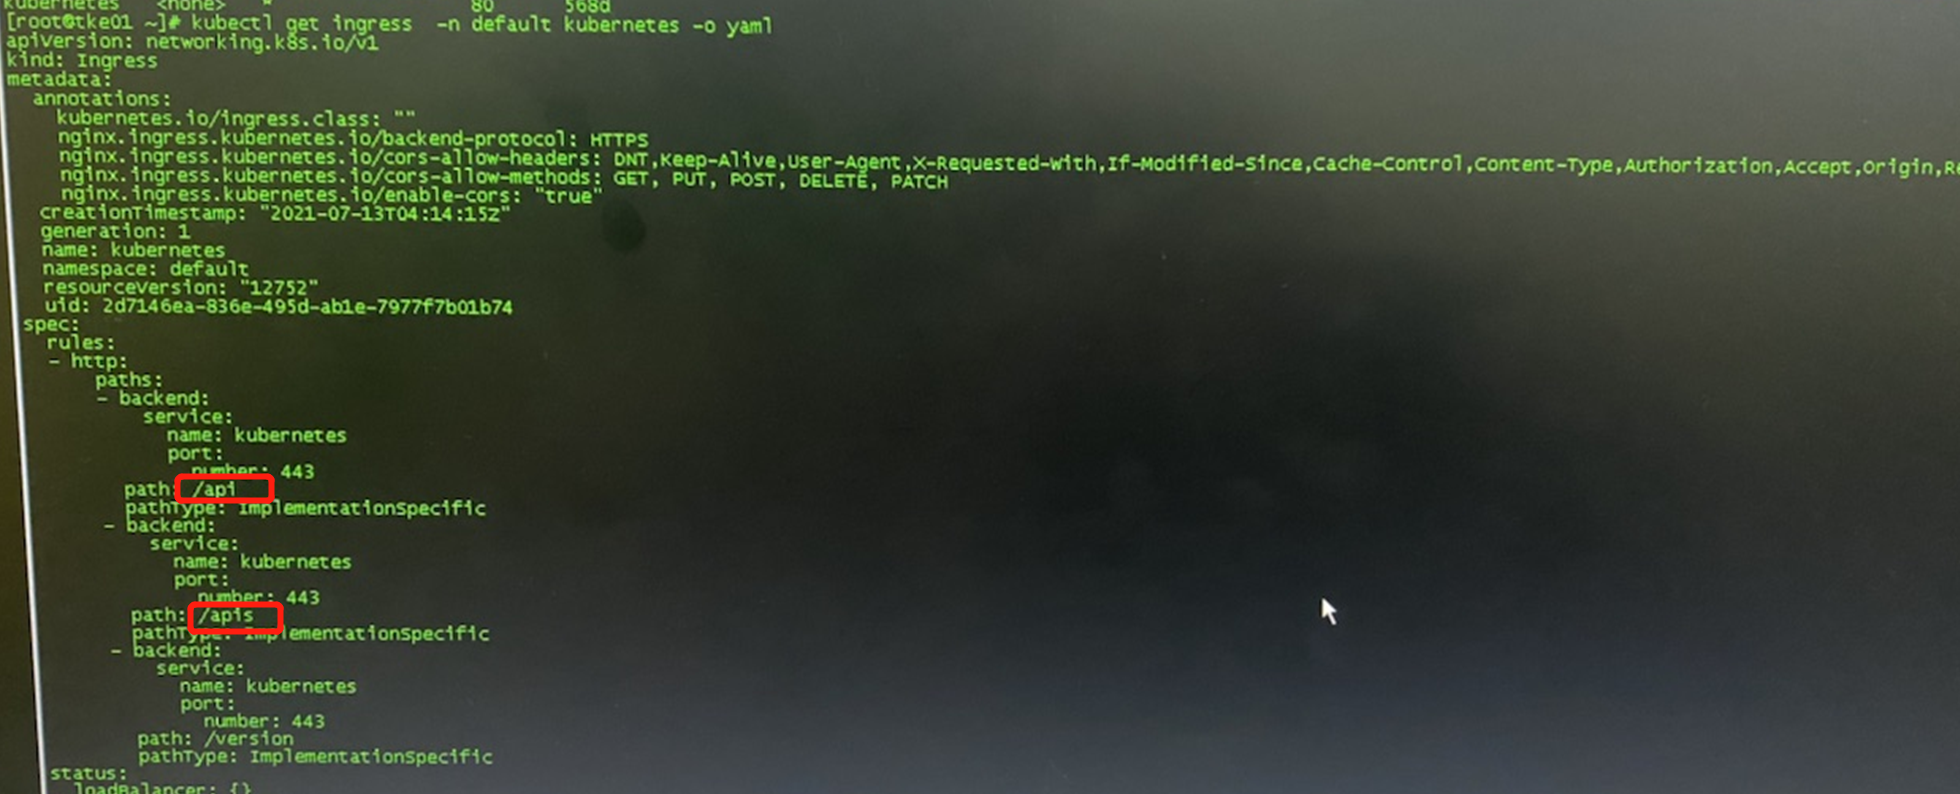 kubernetes <none> * 80 568d
[root@tke01 ~]# kubectl get ingress -n default kubernetes -o yaml
apiVersion: networking.k8s.io/v1
kind: Ingress
metadata:
annotations:
kubernetes.io/ingress.class: ""
nginx.ingress.kubernetes.io/backend-protocol: HTTPS
nginx.ingress.kubernetes.io/cors-allow-headers: DNT,Keep-Alive,User-Agent,X-Requested-With,If-Modified-Since,Cache-Control,Content-Type,Authorization,Accept,Origin,Re
nginx.ingress.kubernetes.io/cors-allow-methods: GET, PUT, POST, DELETE, PATCH
nginx.ingress.kubernetes.io/enable-cors: "true"
creationTimestamp: "2021-07-13T04:14:15Z"
generation: 1
name: kubernetes
namespace: default
resourceVersion: "12752"
uid: 2d7146ea-836e-495d-ab1e-7977f7b01b74
spec:
rules:
- http:
paths:
- backend:
service:
name: kubernetes
port:
number: 443
path: /api
pathType: ImplementationSpecific
- backend:
service:
name: kubernetes
port:
number: 443
path: /apis
pathType: ImplementationSpecific
- backend:
service:
name: kubernetes
port:
number: 443
path: /version
pathType: ImplementationSpecific
status:
loadBalancer: {}